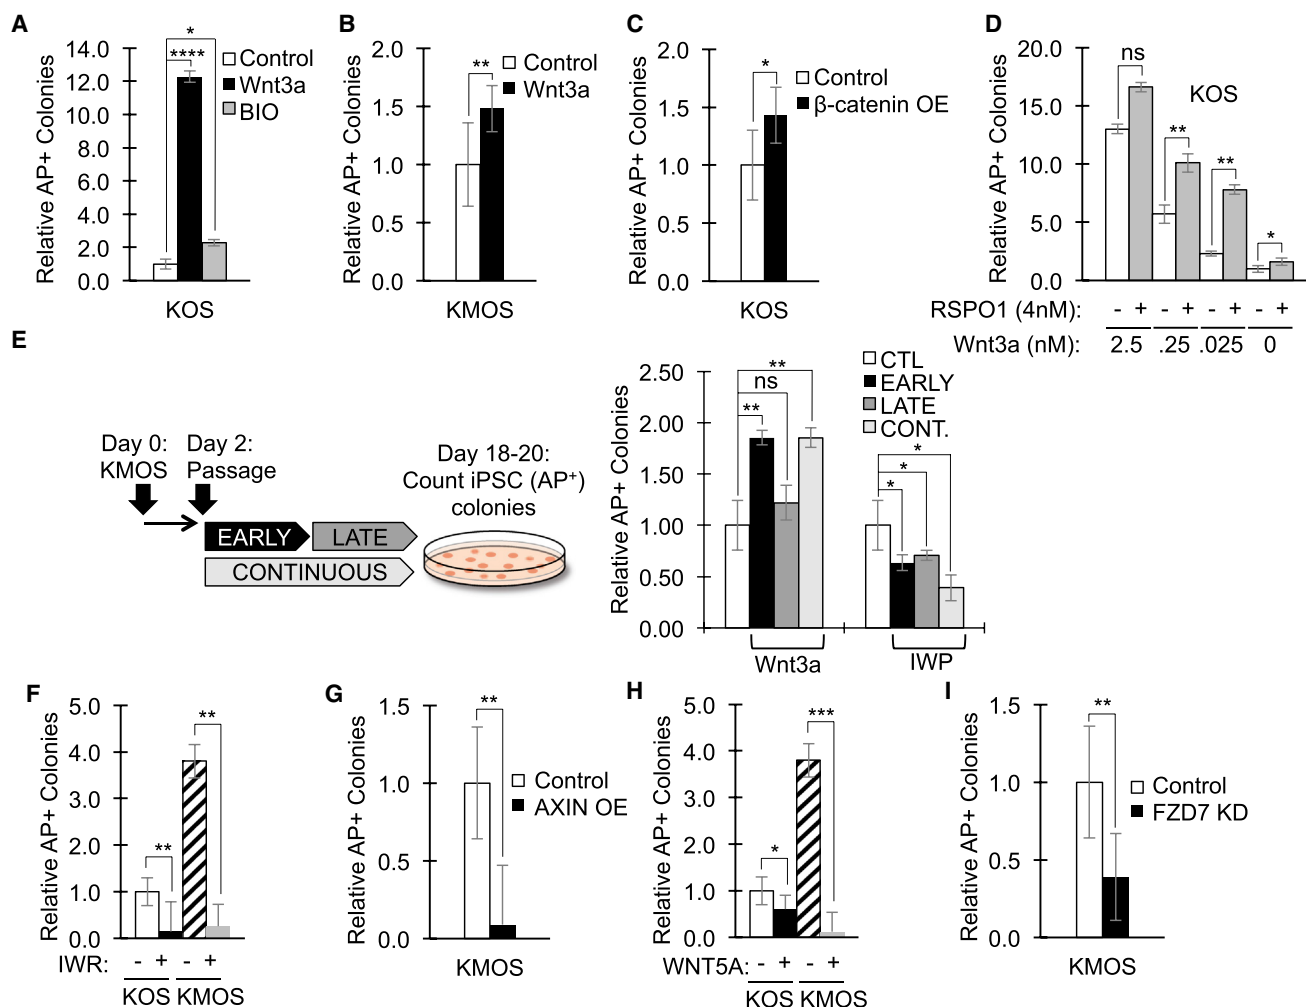 A
Relative AP+ Colonies
14.0
12.0
10.0
8.0
6.0
4.0
2.0
0.0
*
****
Control
Wnt3a
BIO
KOS
B
Relative AP+ Colonies
2.0
1.5
1.0
0.5
0.0
**
Control
Wnt3a
KMOS
C
Relative AP+ Colonies
2.0
1.5
1.0
0.5
0.0
*
Control
β-catenin OE
KOS
D
Relative AP+ Colonies
20.0
15.0
10.0
5.0
0.0
ns
**
**
*
KOS
RSPO1 (4nM): - + - + - + - +
Wnt3a (nM): 2.5 .25 .025 0
E
Day 0:
KMOS
Day 2:
Passage
EARLY
LATE
CONTINUOUS
Day 18-20:
Count iPSC (AP+)
colonies
Relative AP+ Colonies
2.50
2.00
1.50
1.00
0.50
0.00
**
ns
**
*
*
*
CTL
EARLY
LATE
CONT.
Wnt3a
IWP
F
Relative AP+ Colonies
5.0
4.0
3.0
2.0
1.0
0.0
**
**
IWR: - + - +
KOS KMOS
G
Relative AP+ Colonies
1.5
1.0
0.5
0.0
**
Control
AXIN OE
KMOS
H
Relative AP+ Colonies
5.0
4.0
3.0
2.0
1.0
0.0
*
***
WNT5A: - + - +
KOS KMOS
I
Relative AP+ Colonies
1.5
1.0
0.5
0.0
**
Control
FZD7 KD
KMOS